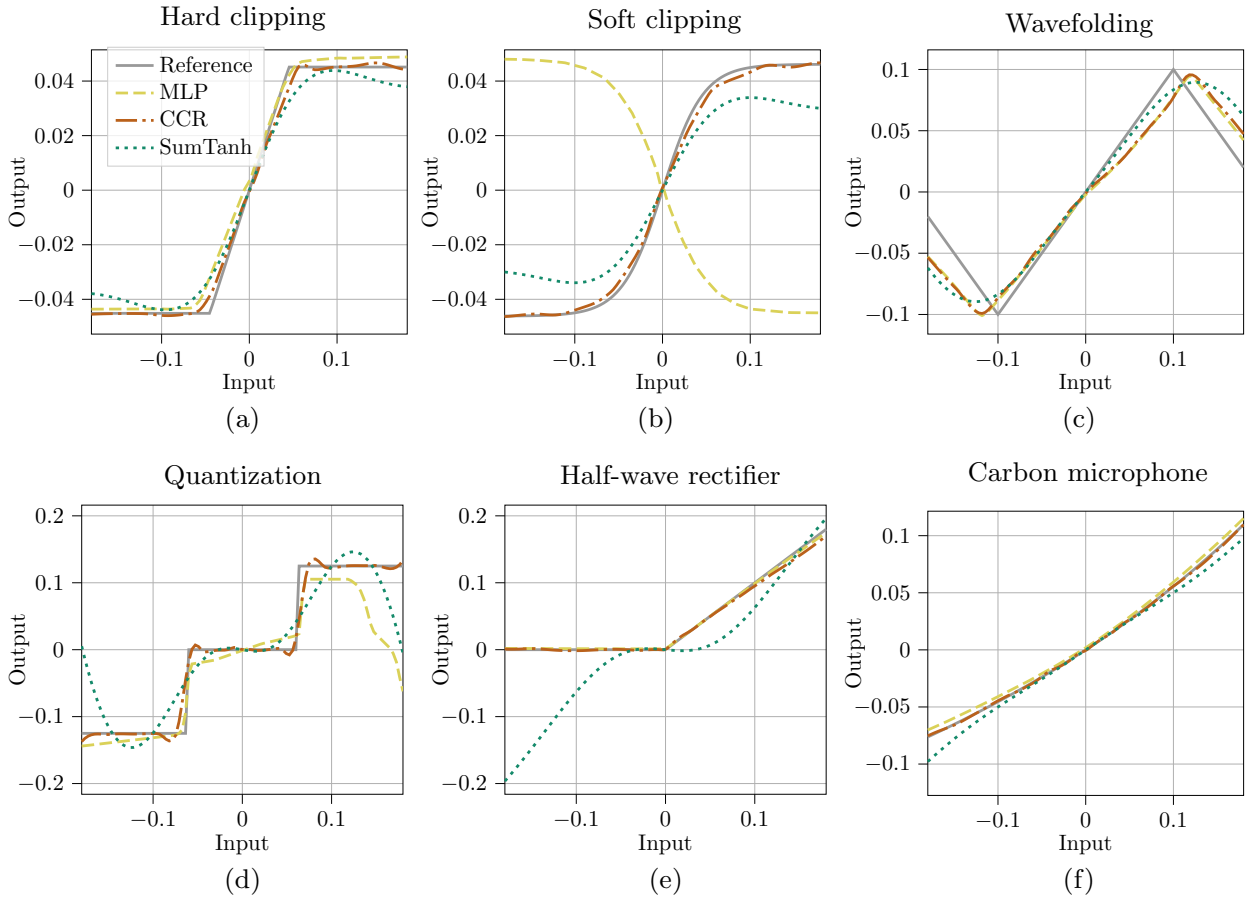 Hard clipping
Soft clipping
Wavefolding
Reference
MLP
CCR
SumTanh
0.04
0.02
0
−0.02
−0.04
Output
−0.1
0
0.1
Input
(a)
0.04
0.02
0
−0.02
−0.04
Output
−0.1
0
0.1
Input
(b)
0.1
0.05
0
−0.05
−0.1
Output
−0.1
0
0.1
Input
(c)
Quantization
Half-wave rectifier
Carbon microphone
0.2
0.1
0
−0.1
−0.2
Output
−0.1
0
0.1
Input
(d)
0.2
0.1
0
−0.1
−0.2
Output
−0.1
0
0.1
Input
(e)
0.1
0.05
0
−0.05
−0.1
Output
−0.1
0
0.1
Input
(f)